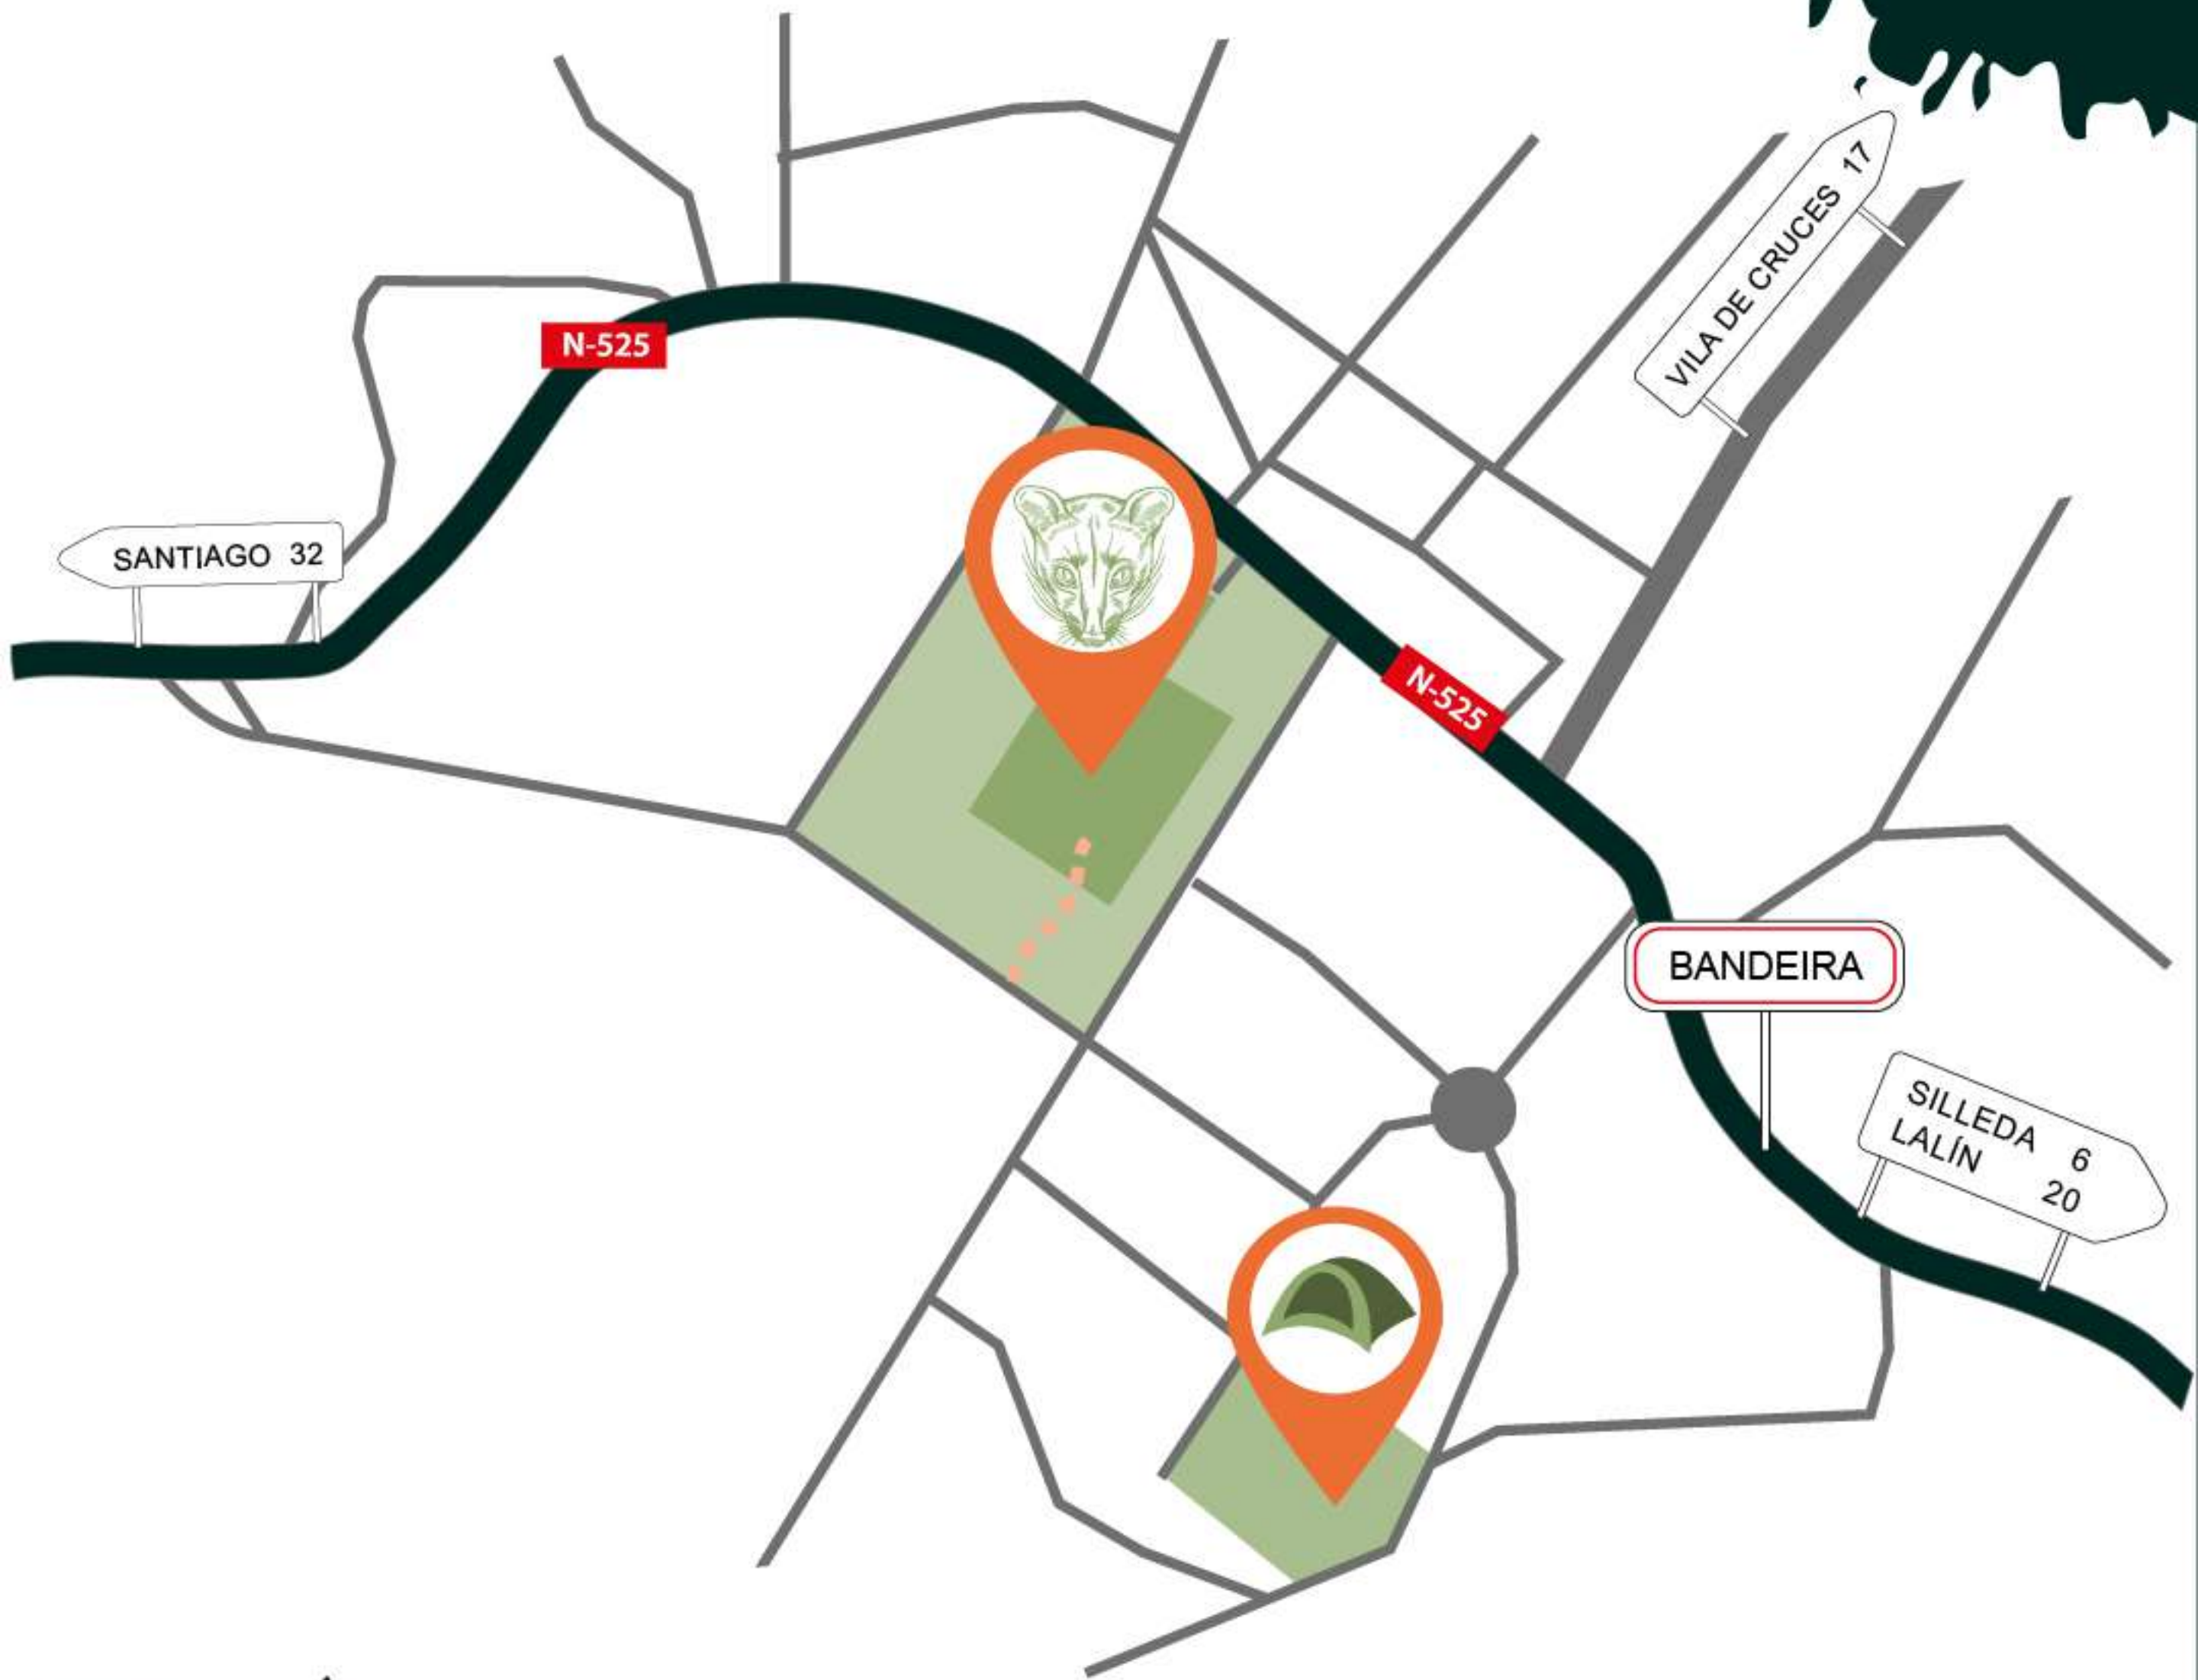 VILA DE CRUCES 17
N-525
SANTIAGO 32
N-525
BANDEIRA
SILLEDA 6
LALÍN 20